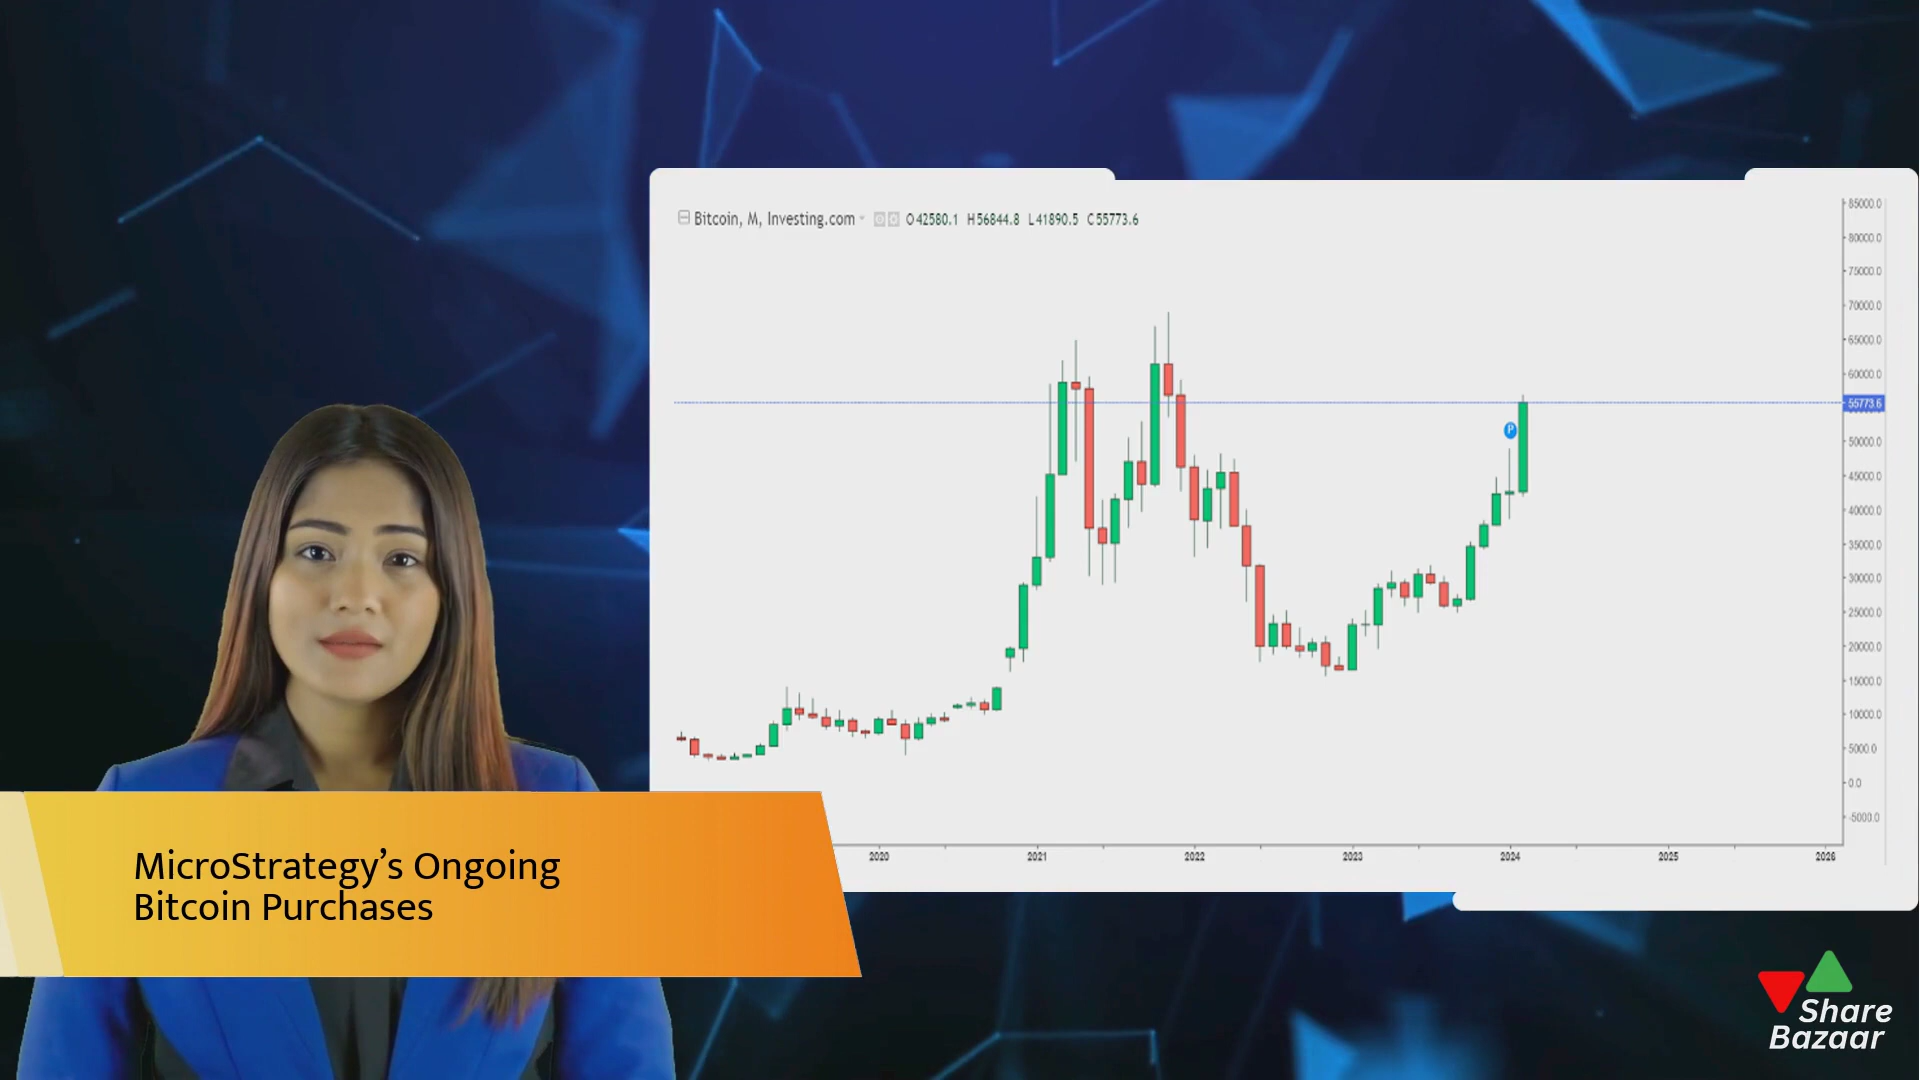 Bitcoin, M, Investing.com O42580.1 H56844.8 L41890.5 C55773.6
85000.0
80000.0
75000.0
70000.0
65000.0
60000.0
55773.6
P
50000.0
45000.0
40000.0
35000.0
30000.0
25000.0
20000.0
15000.0
10000.0
5000.0
0.0
-5000.0
2020 2021 2022 2023 2024 2025 2026
MicroStrategy’s Ongoing
Bitcoin Purchases
Share
Bazaar